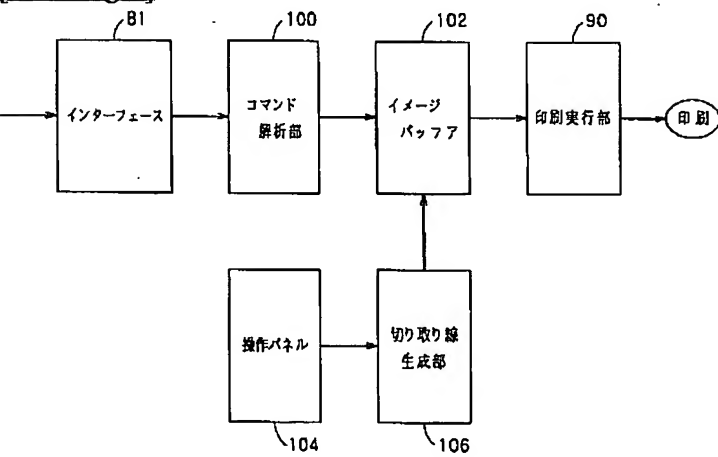 81
100
102
90
インターフェース
コマンド
解析部
イメージ
バッファ
印刷実行部
印刷
操作パネル
切り取り線
生成部
104
106